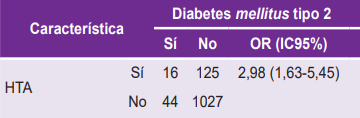 Característica
Diabetes mellitus tipo 2
Sí No OR (IC95%)
HTA
Sí 16 125 2,98 (1,63-5,45)
No 44 1027